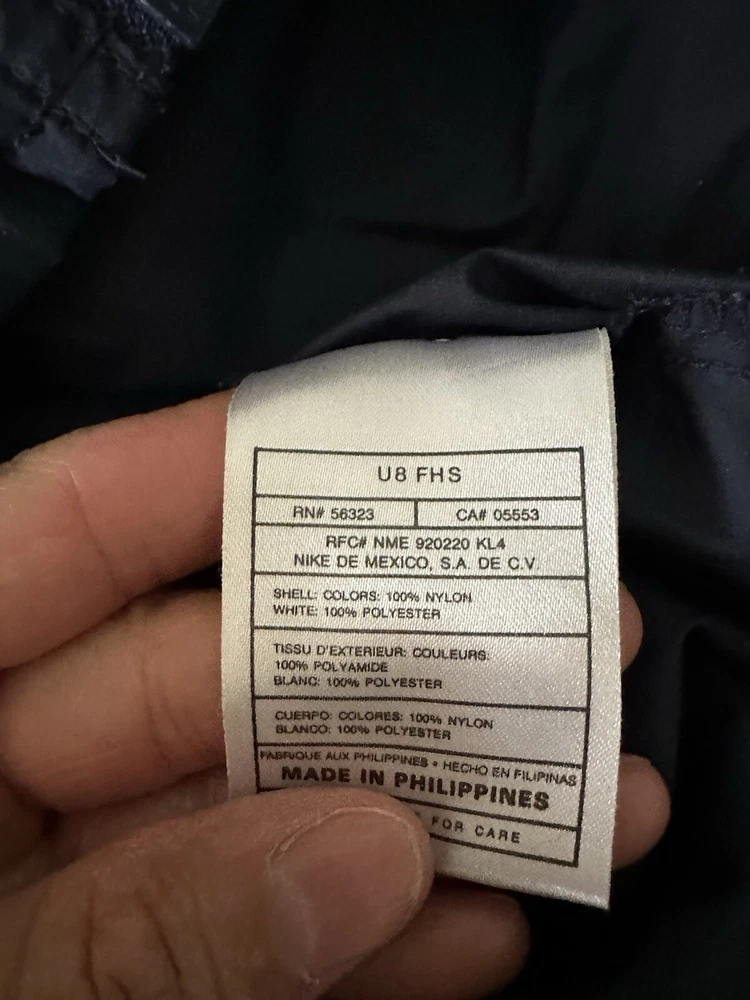 U8 FHS
RN# 56323
CA# 05553
RFC# NME 920220 KL4
NIKE DE MEXICO, S.A. DE C.V.
SHELL: COLORS: 100% NYLON
WHITE: 100% POLYESTER
TISSU D'EXTERIEUR: COULEURS:
100% POLYAMIDE
BLANC: 100% POLYESTER
CUERPO: COLORES: 100% NYLON
BLANCO: 100% POLYESTER
FABRIQUE AUX PHILIPPINES • HECHO EN FILIPINAS
MADE IN PHILIPPINES
FOR CARE